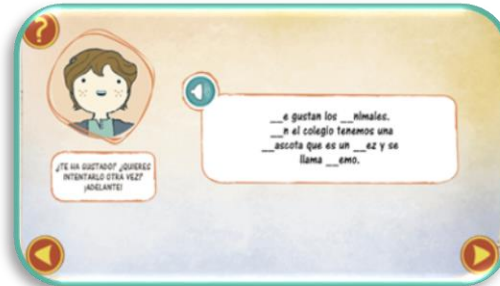 ?
__e gustan los __nimales.
__n el colegio tenemos una
__ascota que es un __ez y se
llama __emo.
¿TE HA GUSTADO? ¿QUIERES
INTENTARLO OTRA VEZ?
¡ADELANTE!